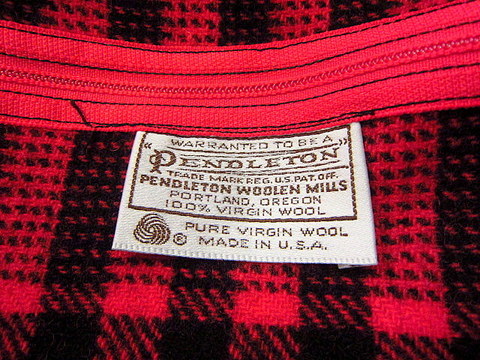 "WARRANTED TO BE A
PENDLETON
TRADE MARK REG. U.S. PAT. OFF.
PENDLETON WOOLEN MILLS
PORTLAND, OREGON
100% VIRGIN WOOL
® PURE VIRGIN WOOL
MADE IN U.S.A.